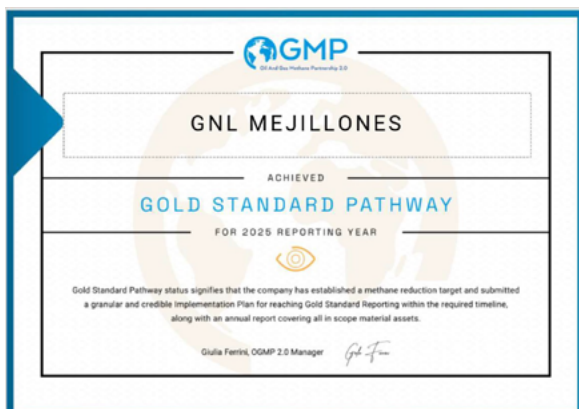 OGMP
Oil And Gas Methane Partnership 2.0
GNL MEJILLONES
ACHIEVED
GOLD STANDARD PATHWAY
FOR 2025 REPORTING YEAR
Gold Standard Pathway status signifies that the company has established a methane reduction target and submitted
a granular and credible Implementation Plan for reaching Gold Standard Reporting within the required timeline,
along with an annual report covering all in scope material assets.
Giulia Ferrini, OGMP 2.0 Manager